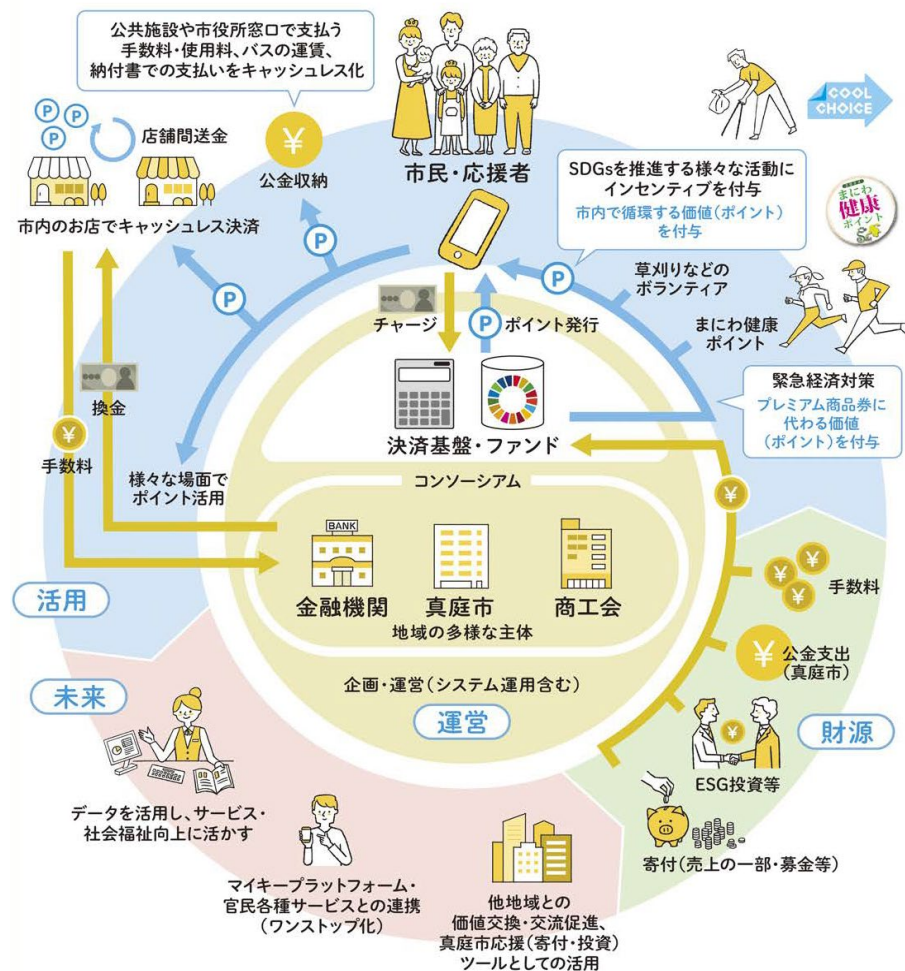 公共施設や市役所窓口で支払う
手数料・使用料、バスの運賃、
納付書での支払いをキャッシュレス化
COOL
CHOICE
P
P
P
店舗間送金
¥
公金収納
市民・応援者
SDGsを推進する様々な活動に
インセンティブを付与
市内で循環する価値(ポイント)
を付与
まにわ
健康
ポイント
市内のお店でキャッシュレス決済
P
P
P
草刈りなどの
ボランティア
チャージ
P
ポイント発行
まにわ健康
ポイント
緊急経済対策
プレミアム商品券に
代わる価値
(ポイント)を付与
換金
¥
手数料
決済基盤・ファンド
様々な場面で
ポイント活用
コンソーシアム
¥
BANK
金融機関
真庭市
商工会
地域の多様な主体
¥
¥
¥
手数料
活用
¥
公金支出
(真庭市)
企画・運営(システム運用含む)
運営
未来
財源
¥
ESG投資等
データを活用し、サービス・
社会福祉向上に活かす
寄付(売上の一部・募金等)
マイキープラットフォーム・
官民各種サービスとの連携
(ワンストップ化)
他地域との
価値交換・交流促進、
真庭市応援(寄付・投資)
ツールとしての活用